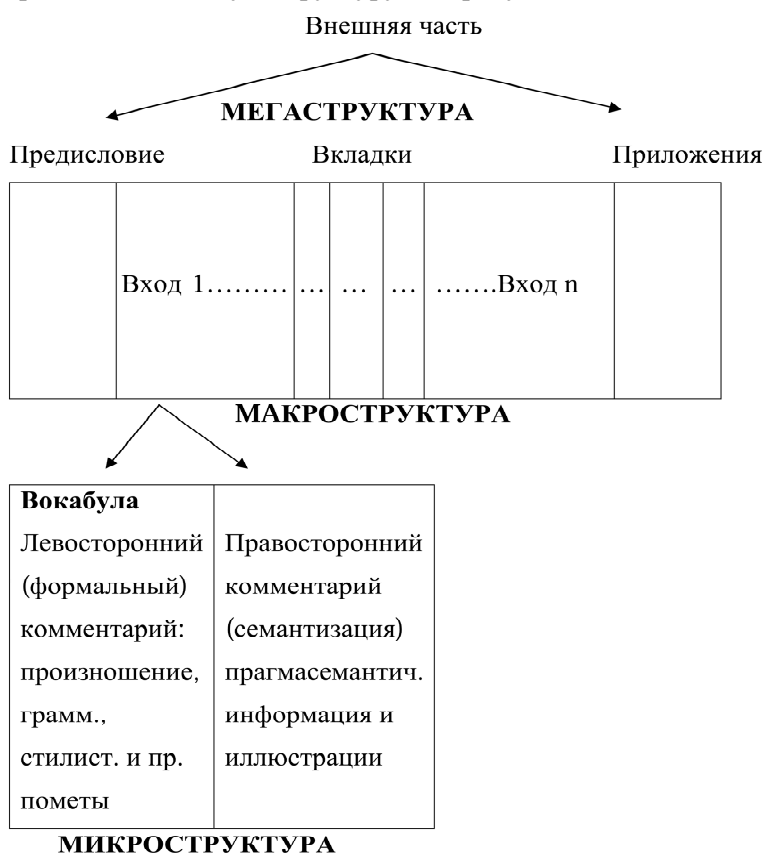 Внешняя часть
МЕГАСТРУКТУРА
Предисловие Вкладки Приложения
Вход 1……… … … … …….Вход n
МАКРОСТРУКТУРА
Вокабула
Левосторонний
(формальный)
комментарий:
произношение,
грамм.,
стилист. и пр.
пометы
Правосторонний
комментарий
(семантизация)
прагмасемантич.
информация и
иллюстрации
МИКРОСТРУКТУРА